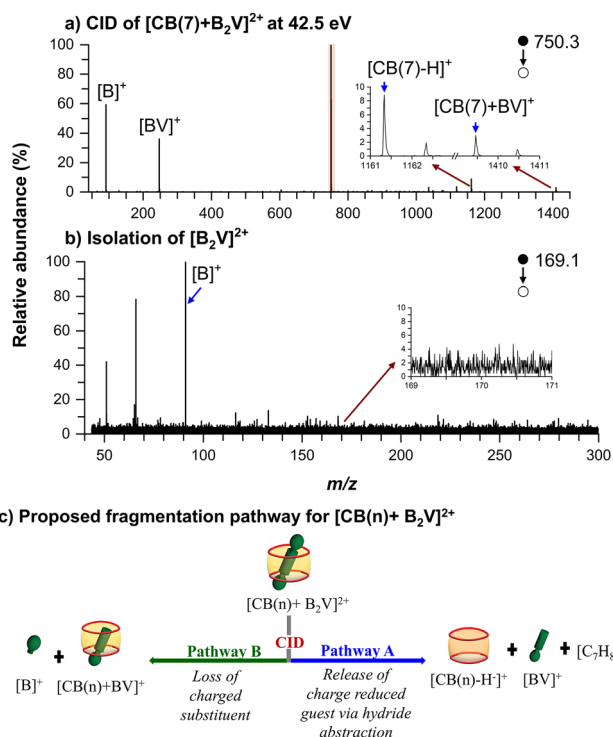 a) CID of [CB(7)+B₂V]²⁺ at 42.5 eV
750.3
[CB(7)-H]⁺
[CB(7)+BV]⁺
[B]⁺
[BV]⁺
100
80
60
40
20
0
10
8
6
4
2
0
1161 1162 1410 1411
200 400 600 800 1000 1200 1400
Relative abundance (%)
b) Isolation of [B₂V]²⁺
169.1
[B]⁺
100
80
60
40
20
0
10
8
6
4
2
0
169 170 171
50 100 150 200 250 300
m/z
c) Proposed fragmentation pathway for [CB(n)+ B₂V]²⁺
[CB(n)+ B₂V]²⁺
CID
Pathway B
Pathway A
Loss of
charged
substituent
Release of
charge reduced
guest via hydride
abstraction
[B]⁺
[CB(n)+BV]⁺
[CB(n)-H⁻]⁺
[BV]⁺
+ + + [C₇H₈